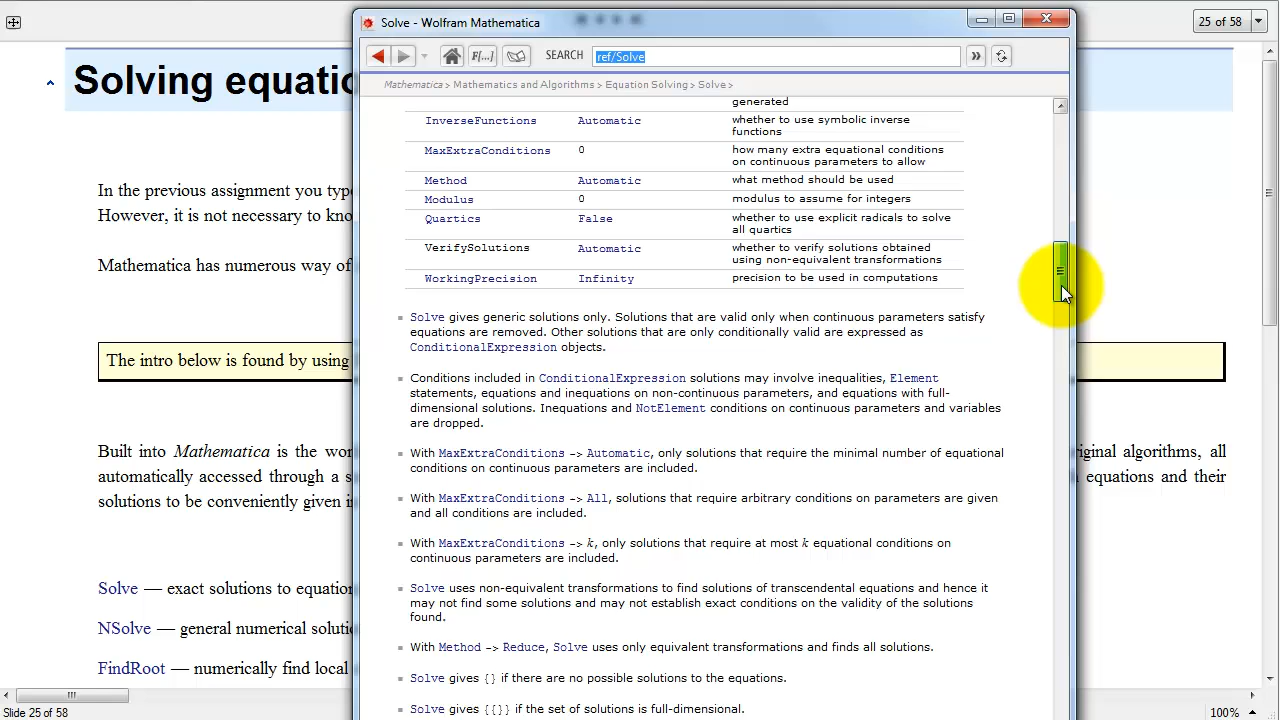 Solve - Wolfram Mathematica
25 of 58
F[...]
SEARCH
ref/Solve
»
Mathematica > Mathematics and Algorithms > Equation Solving > Solve >
Solving equatio
In the previous assignment you type
However, it is not necessary to kno
Mathematica has numerous way of
The intro below is found by using
Built into Mathematica is the wor
automatically accessed through a s
solutions to be conveniently given i
riginal algorithms, all
equations and their
Solve — exact solutions to equation
NSolve — general numerical solutio
FindRoot — numerically find local
generated
InverseFunctions Automatic whether to use symbolic inverse
functions
MaxExtraConditions 0 how many extra equational conditions
on continuous parameters to allow
Method Automatic what method should be used
Modulus 0 modulus to assume for integers
Quartics False whether to use explicit radicals to solve
all quartics
VerifySolutions Automatic whether to verify solutions obtained
using non-equivalent transformations
WorkingPrecision Infinity precision to be used in computations
Solve gives generic solutions only. Solutions that are valid only when continuous parameters satisfy
equations are removed. Other solutions that are only conditionally valid are expressed as
ConditionalExpression objects.
Conditions included in ConditionalExpression solutions may involve inequalities, Element
statements, equations and inequations on non-continuous parameters, and equations with full-
dimensional solutions. Inequations and NotElement conditions on continuous parameters and variables
are dropped.
With MaxExtraConditions -> Automatic, only solutions that require the minimal number of equational
conditions on continuous parameters are included.
With MaxExtraConditions -> All, solutions that require arbitrary conditions on parameters are given
and all conditions are included.
With MaxExtraConditions -> k, only solutions that require at most k equational conditions on
continuous parameters are included.
Solve uses non-equivalent transformations to find solutions of transcendental equations and hence it
may not find some solutions and may not establish exact conditions on the validity of the solutions
found.
With Method -> Reduce, Solve uses only equivalent transformations and finds all solutions.
Solve gives {} if there are no possible solutions to the equations.
Solve gives {{}} if the set of solutions is full-dimensional.
Slide 25 of 58
100%